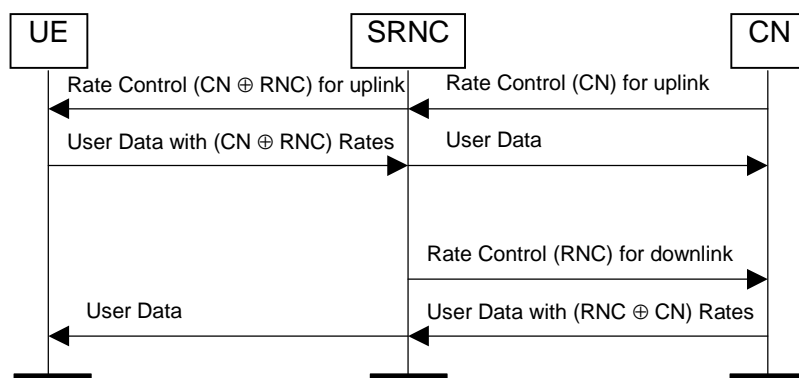 UE
SRNC
CN
Rate Control (CN ⊕ RNC) for uplink
Rate Control (CN) for uplink
User Data with (CN ⊕ RNC) Rates
User Data
Rate Control (RNC) for downlink
User Data
User Data with (RNC ⊕ CN) Rates